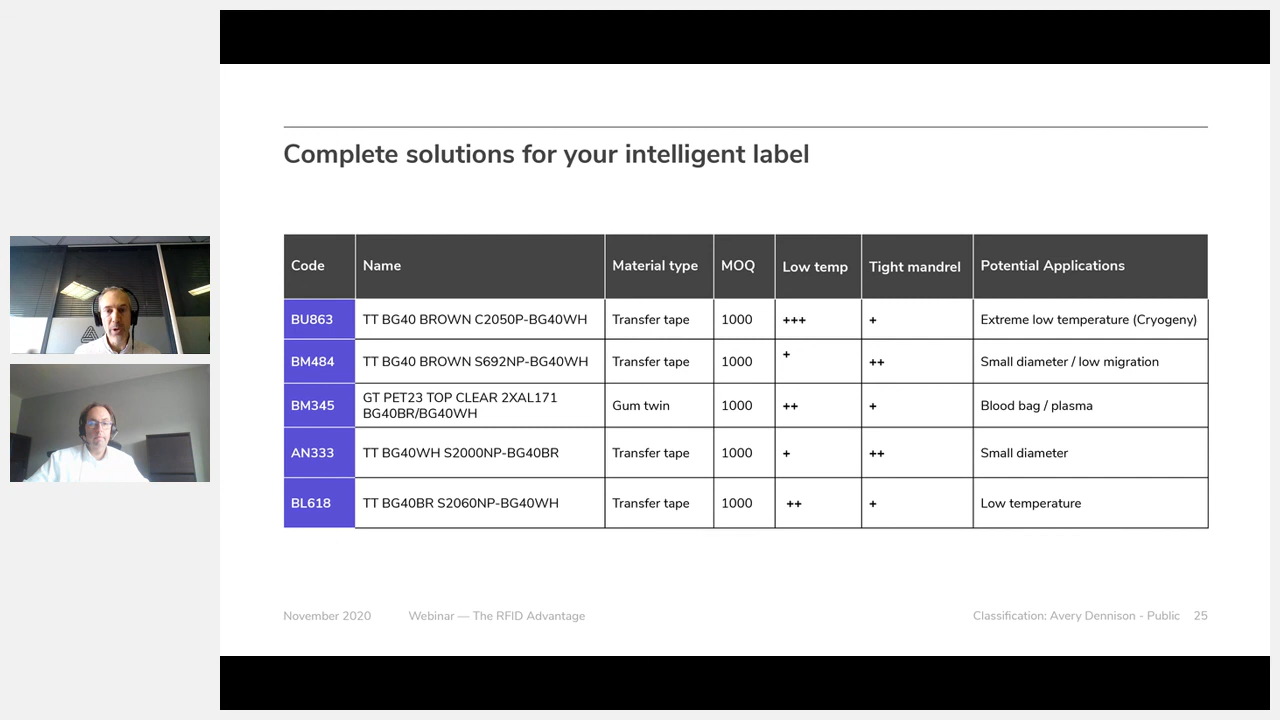 Complete solutions for your intelligent label
Code Name Material type MOQ Low temp Tight mandrel Potential Applications
BU863 TT BG40 BROWN C2050P-BG40WH Transfer tape 1000 +++ + Extreme low temperature (Cryogeny)
BM484 TT BG40 BROWN S692NP-BG40WH Transfer tape 1000 + ++ Small diameter / low migration
BM345 GT PET23 TOP CLEAR 2XAL171
BG40BR/BG40WH Gum twin 1000 ++ + Blood bag / plasma
AN333 TT BG40WH S2000NP-BG40BR Transfer tape 1000 + ++ Small diameter
BL618 TT BG40BR S2060NP-BG40WH Transfer tape 1000 ++ + Low temperature
November 2020 Webinar — The RFID Advantage Classification: Avery Dennison - Public 25